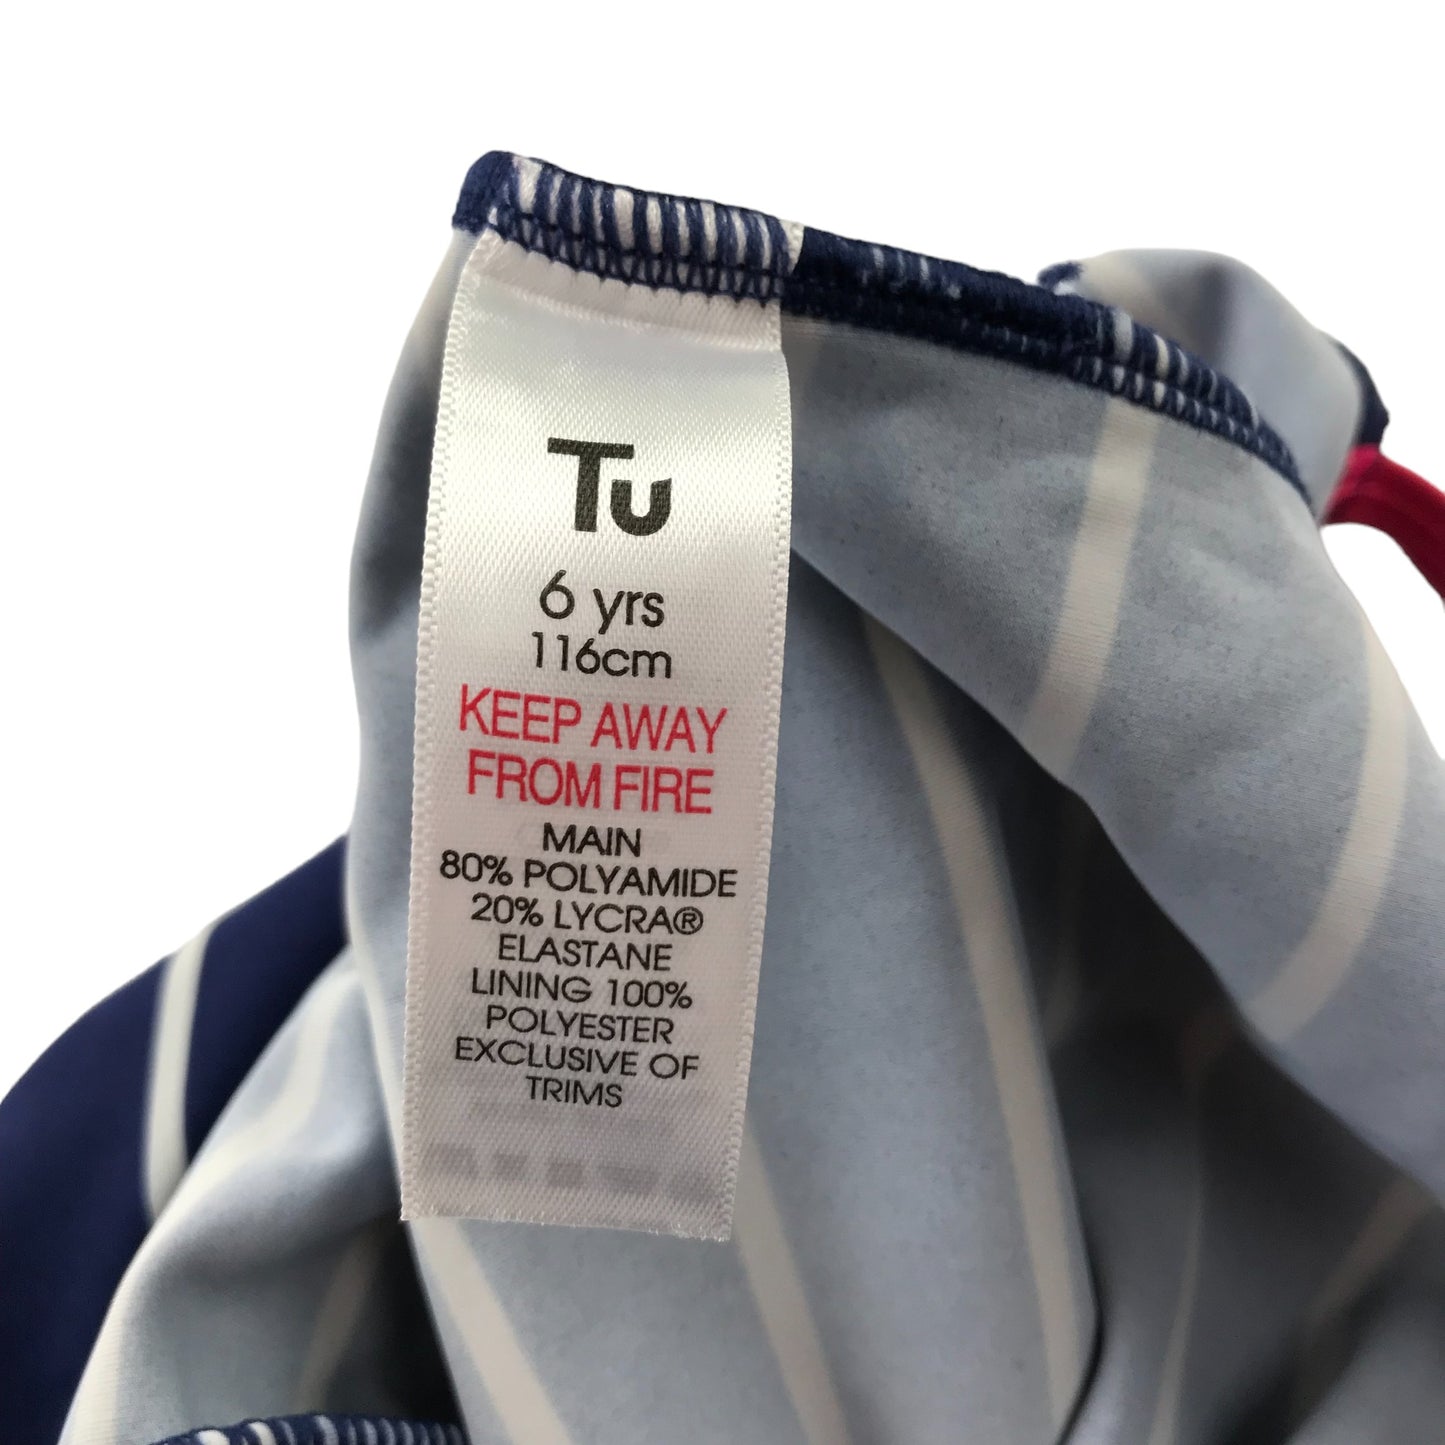 Tu
6 yrs
116cm
KEEP AWAY
FROM FIRE
MAIN
80% POLYAMIDE
20% LYCRA®
ELASTANE
LINING 100%
POLYESTER
EXCLUSIVE OF
TRIMS